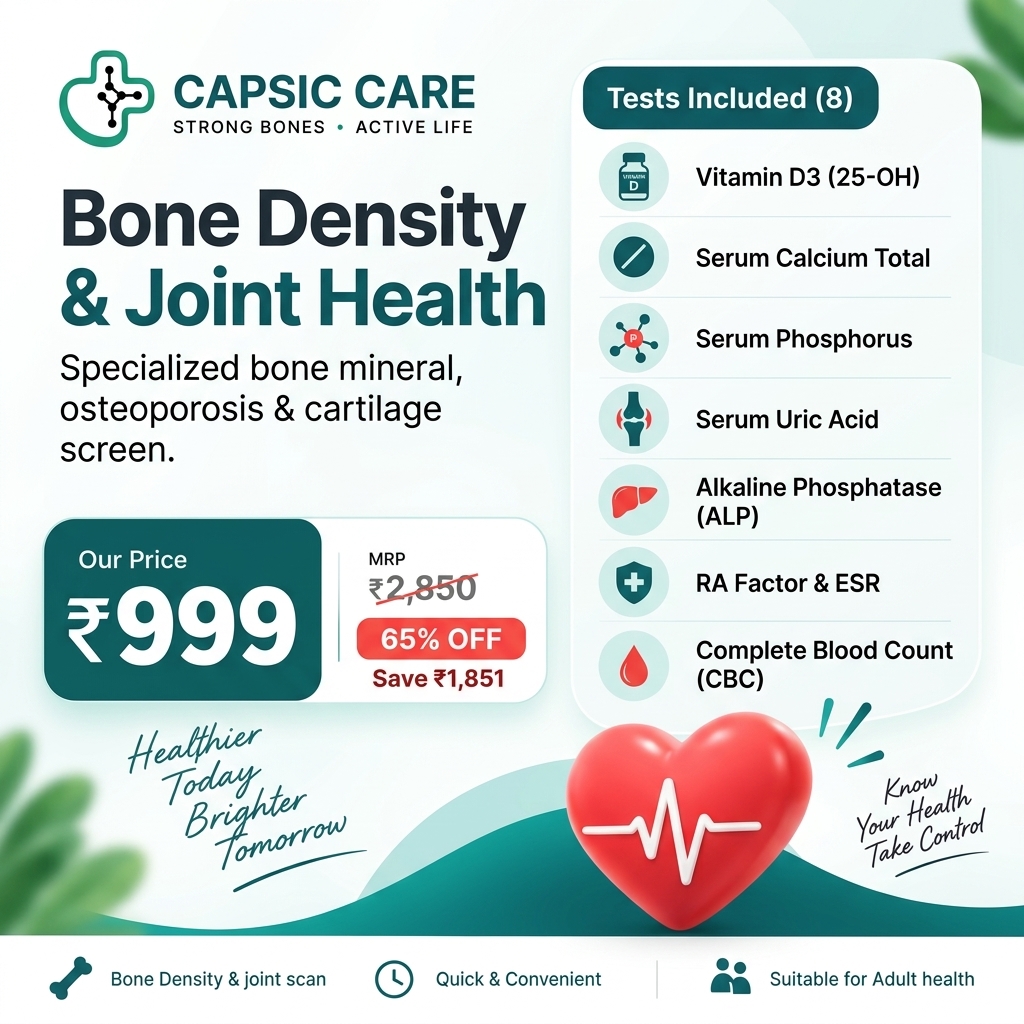 CAPSIC CARE
STRONG BONES • ACTIVE LIFE
Bone Density
& Joint Health
Specialized bone mineral,
osteoporosis & cartilage
screen.
Our Price
₹999
MRP
₹2,850
65% OFF
Save ₹1,851
Healthier
Today
Brighter
Tomorrow
Tests Included (8)
D
Vitamin D3 (25-OH)
Serum Calcium Total
P
Serum Phosphorus
Serum Uric Acid
Alkaline Phosphatase
(ALP)
RA Factor & ESR
Complete Blood Count
(CBC)
Know
Your Health
Take Control
Bone Density & joint scan
Quick & Convenient
Suitable for Adult health